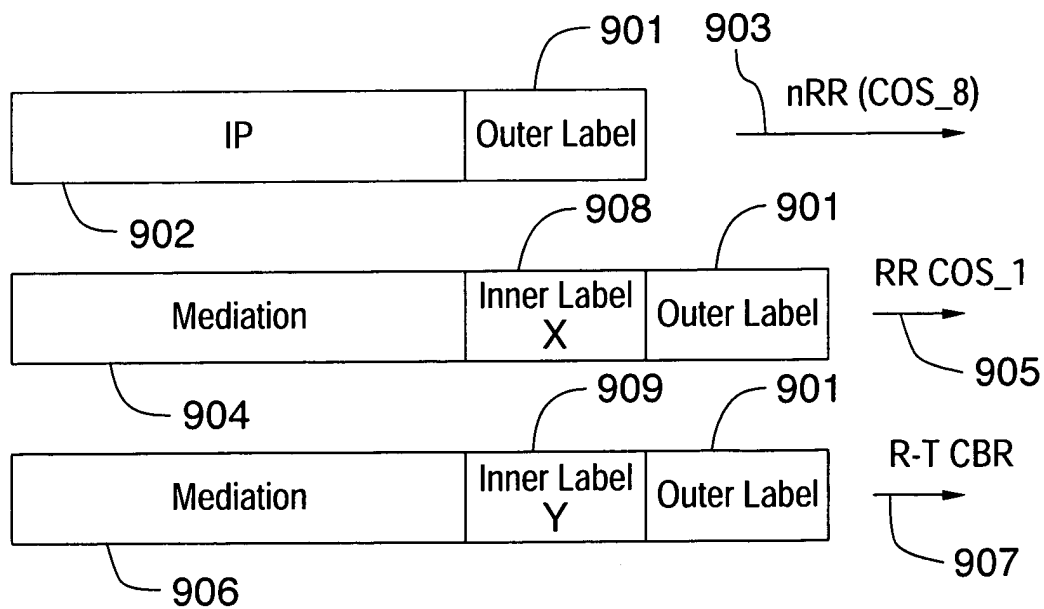 901
903
nRR (COS_8)
IP
Outer Label
902
908
901
RR COS_1
Mediation
Inner Label
X
Outer Label
905
904
909
901
R-T CBR
Mediation
Inner Label
Y
Outer Label
906
907